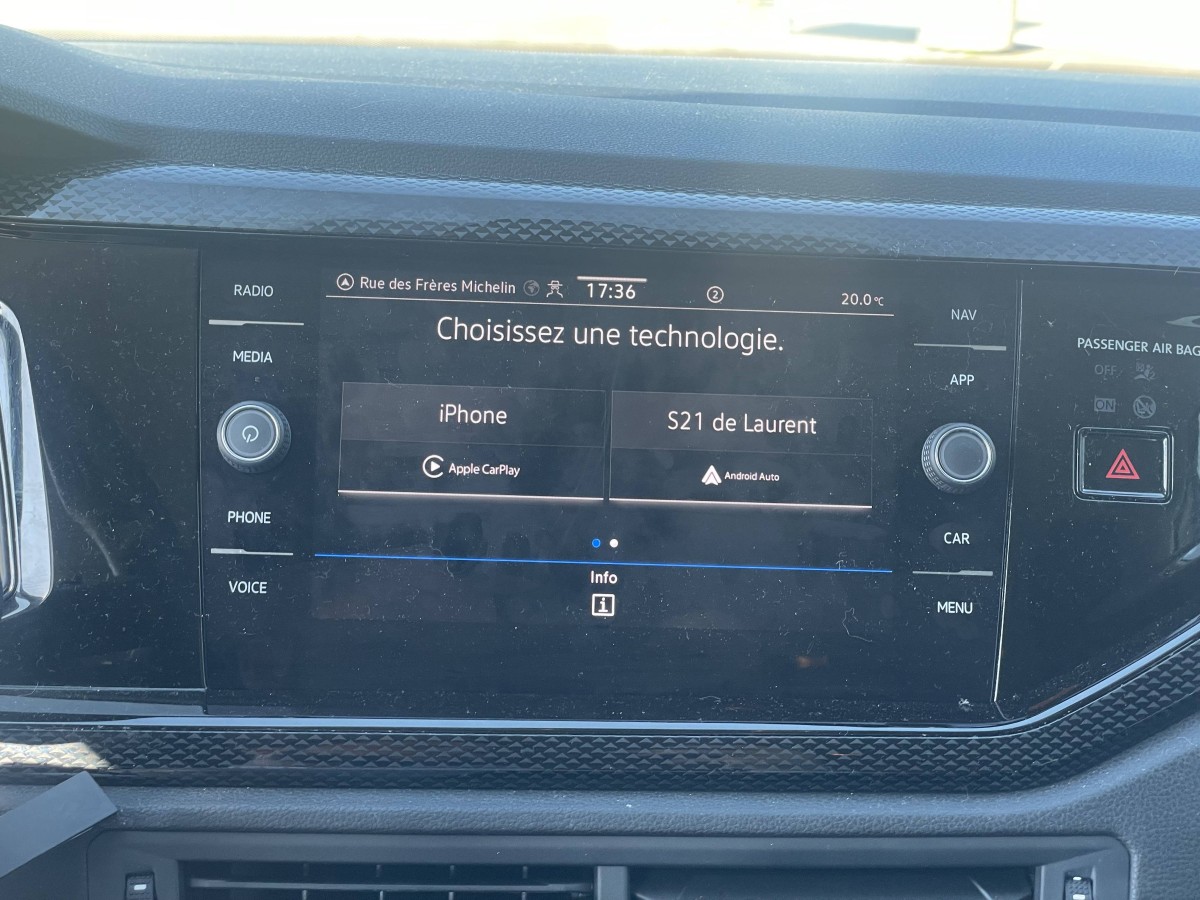 RADIO
MEDIA
PHONE
VOICE
Rue des Frères Michelin
17:36
2
20.0°C
Choisissez une technologie.
iPhone
Apple CarPlay
S21 de Laurent
Android Auto
Info
i
NAV
APP
CAR
MENU
PASSENGER AIR BAG
OFF
ON